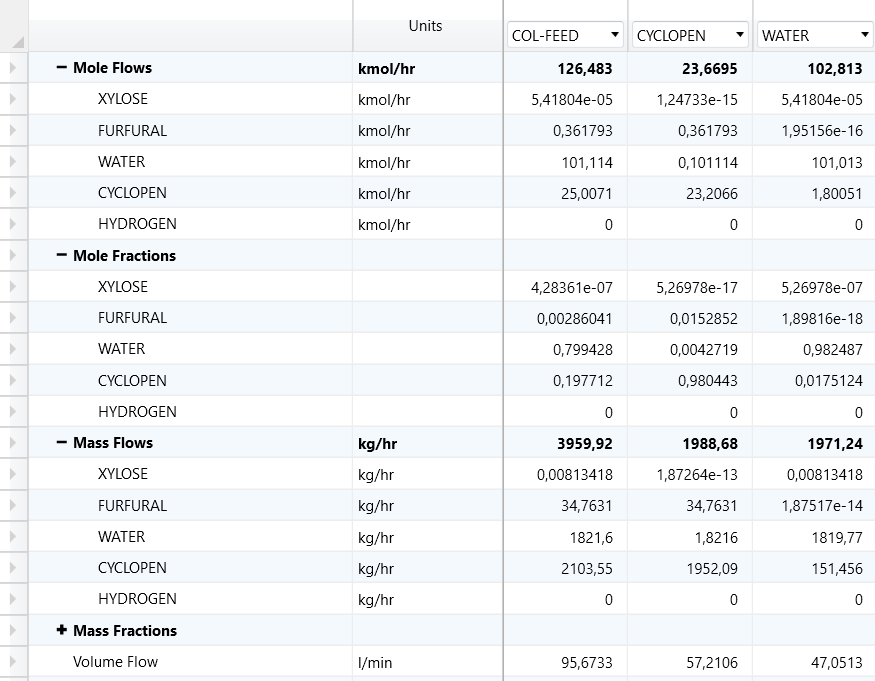 Units COL-FEED CYCLOPEN WATER
− Mole Flows kmol/hr 126,483 23,6695 102,813
XYLOSE kmol/hr 5,41804e-05 1,24733e-15 5,41804e-05
FURFURAL kmol/hr 0,361793 0,361793 1,95156e-16
WATER kmol/hr 101,114 0,101114 101,013
CYCLOPEN kmol/hr 25,0071 23,2066 1,80051
HYDROGEN kmol/hr 0 0 0
− Mole Fractions
XYLOSE 4,28361e-07 5,26978e-17 5,26978e-07
FURFURAL 0,00286041 0,0152852 1,89816e-18
WATER 0,799428 0,0042719 0,982487
CYCLOPEN 0,197712 0,980443 0,0175124
HYDROGEN 0 0 0
− Mass Flows kg/hr 3959,92 1988,68 1971,24
XYLOSE kg/hr 0,00813418 1,87264e-13 0,00813418
FURFURAL kg/hr 34,7631 34,7631 1,87517e-14
WATER kg/hr 1821,6 1,8216 1819,77
CYCLOPEN kg/hr 2103,55 1952,09 151,456
HYDROGEN kg/hr 0 0 0
+ Mass Fractions
Volume Flow l/min 95,6733 57,2106 47,0513